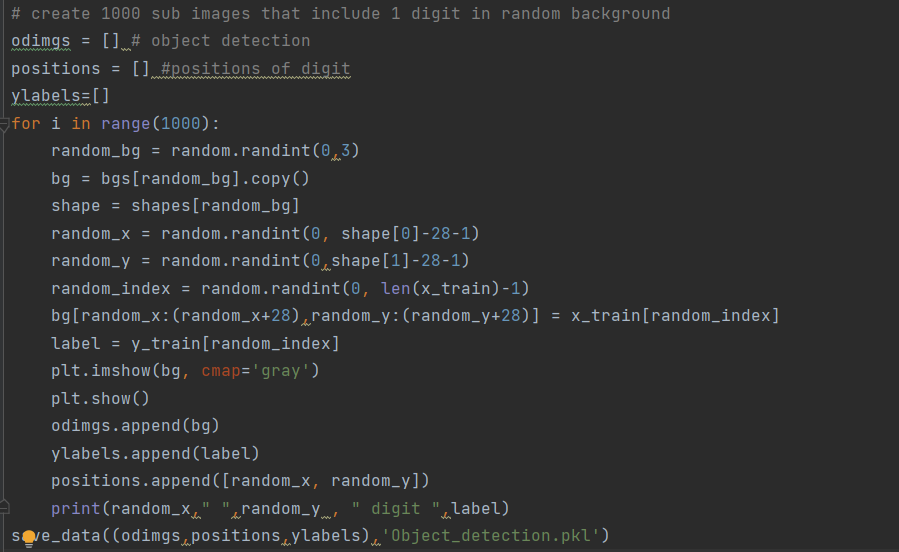 # create 1000 sub images that include 1 digit in random background
odimgs = [] # object detection
positions = [] #positions of digit
ylabels=[]
for i in range(1000):
    random_bg = random.randint(0,3)
    bg = bgs[random_bg].copy()
    shape = shapes[random_bg]
    random_x = random.randint(0, shape[0]-28-1)
    random_y = random.randint(0,shape[1]-28-1)
    random_index = random.randint(0, len(x_train)-1)
    bg[random_x:(random_x+28),random_y:(random_y+28)] = x_train[random_index]
    label = y_train[random_index]
    plt.imshow(bg, cmap='gray')
    plt.show()
    odimgs.append(bg)
    ylabels.append(label)
    positions.append([random_x, random_y])
    print(random_x," ",random_y , " digit ",label)
save_data((odimgs,positions,ylabels),'Object_detection.pkl')